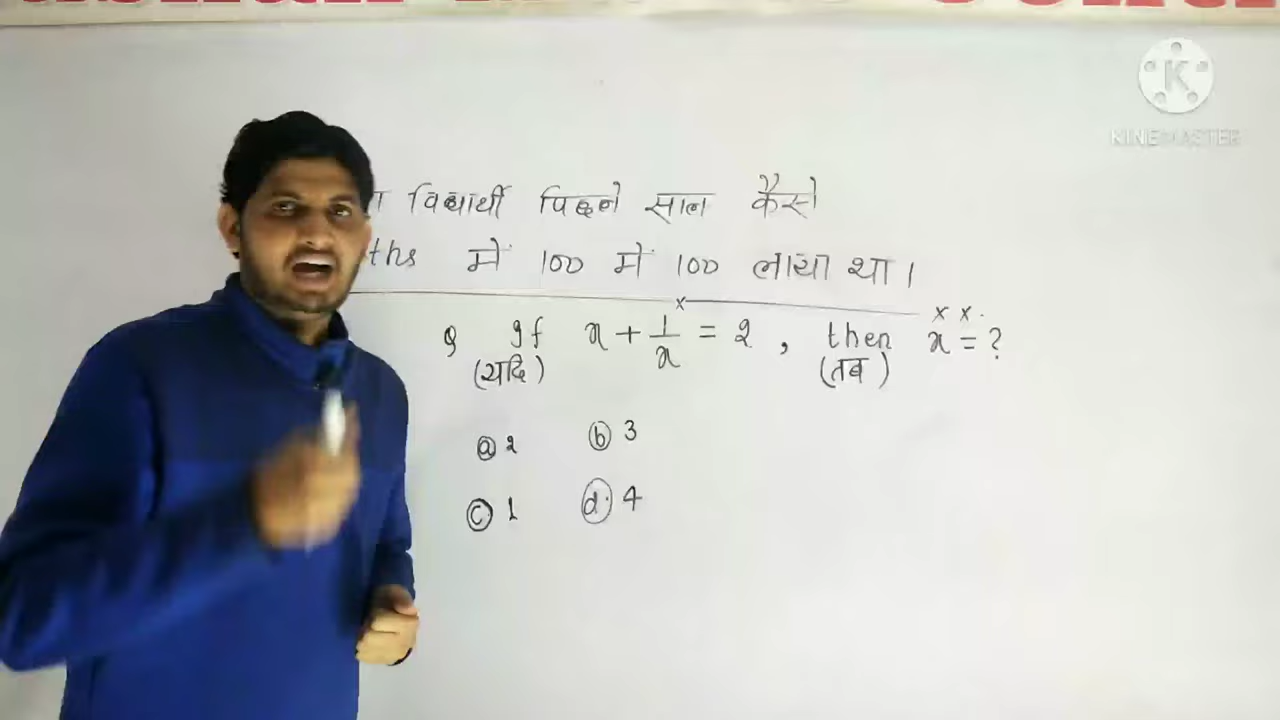 KINEMASTER
विद्यार्थी पिछले साल कैसे
ths में 100 में 100 लाया था।
Q If x + 1/x = 2, then x = ?
(यदि) (तब)
(a) 2 (b) 3
(c) 1 (d) 4